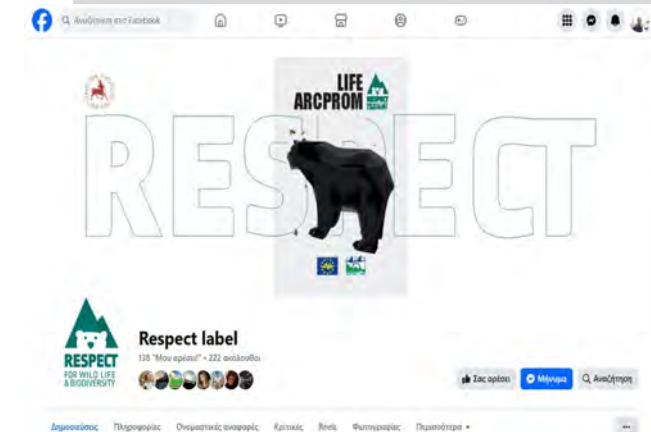 Αναζήτηση στο Facebook
LIFE
ARCPROM
RESPECT
RESPECT
RESPECT
FOR WILD LIFE
& BIODIVERSITY
Respect label
138 "Μου αρέσει!" • 222 ακόλουθοι
Σας αρέσει
Μήνυμα
Αναζήτηση
Δημοσιεύσεις Πληροφορίες Ονομαστικές αναφορές Κριτικές Reels Φωτογραφίες Περισσότερα